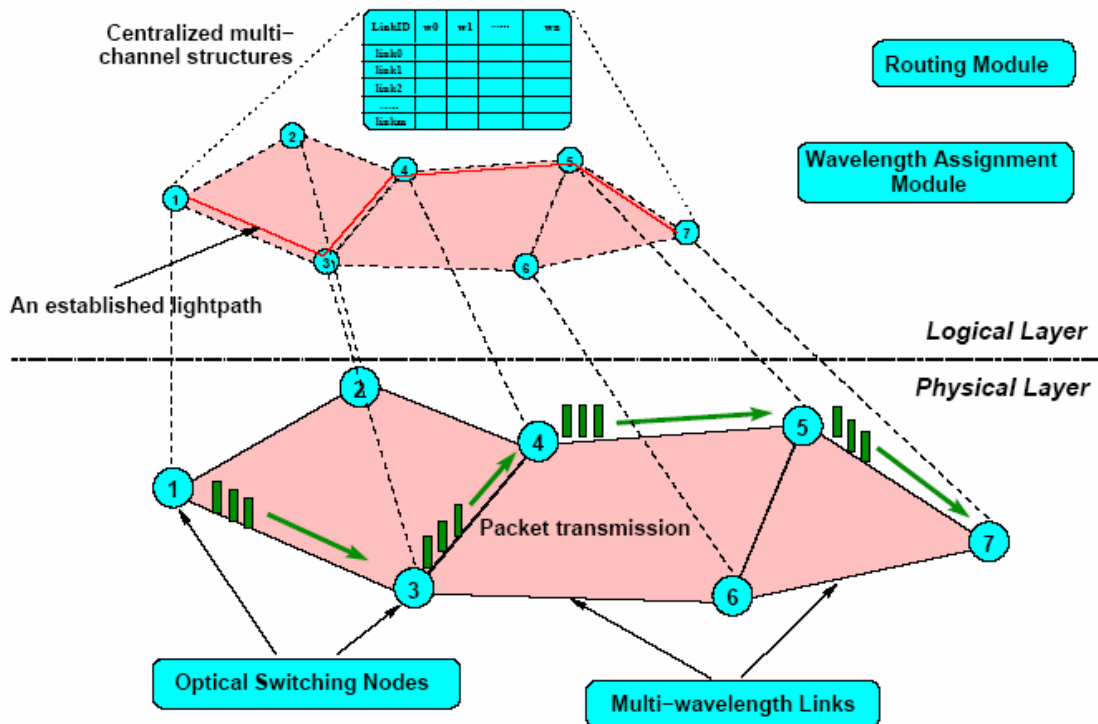 Centralized multi–
channel structures
LinkID w0 w1 ...... wn
link0
link1
link2
......
linkm
Routing Module
Wavelength Assignment
Module
2
4
5
1
7
3
6
An established lightpath
Logical Layer
Physical Layer
2
4
5
1
Packet transmission
7
3
6
Optical Switching Nodes
Multi–wavelength Links